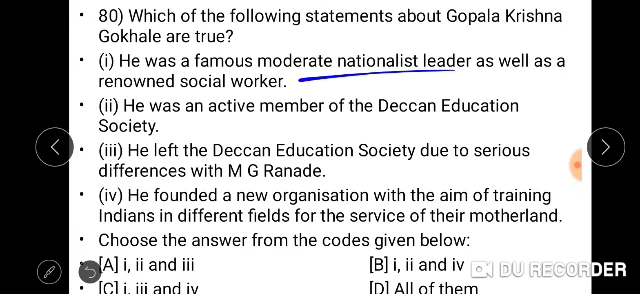 • 80) Which of the following statements about Gopala Krishna
Gokhale are true?
• (i) He was a famous moderate nationalist leader as well as a
renowned social worker.
• (ii) He was an active member of the Deccan Education
Society.
• (iii) He left the Deccan Education Society due to serious
differences with M G Ranade.
• (iv) He founded a new organisation with the aim of training
Indians in different fields for the service of their motherland.
• Choose the answer from the codes given below:
• [A] i, ii and iii [B] i, ii and iv
DU RECORDER
• [C] i, iii and iv [D] All of them